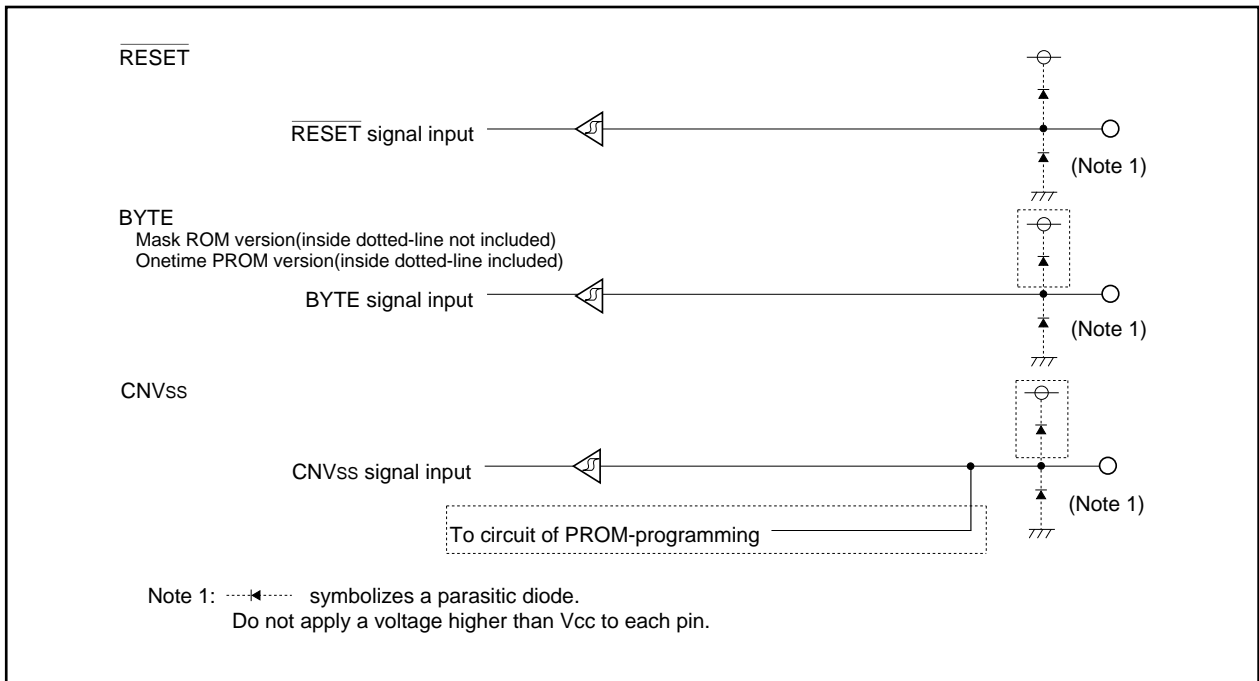 RESET
RESET signal input
(Note 1)
BYTE
Mask ROM version(inside dotted-line not included)
Onetime PROM version(inside dotted-line included)
BYTE signal input
(Note 1)
CNVss
CNVss signal input
(Note 1)
To circuit of PROM-programming
Note 1: symbolizes a parasitic diode.
Do not apply a voltage higher than Vcc to each pin.